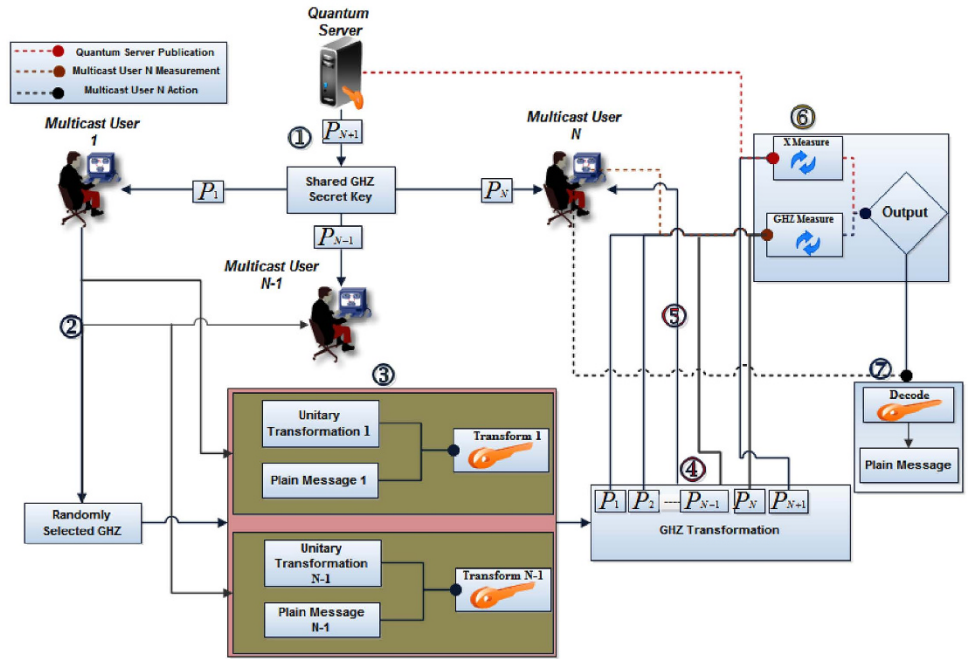 Quantum
Server
Quantum Server Publication
Multicast User N Measurement
Multicast User N Action
Multicast User
1
①
P_{N+1}
Multicast User
N
⑥
X Measure
P_1
Shared GHZ
Secret Key
P_N
GHZ Measure
Output
P_{N-1}
Multicast User
N-1
②
⑤
③
⑦
Decode
Plain Message
Unitary
Transformation 1
Transform 1
Plain Message 1
④
P_1 P_2 ---- P_{N-1} P_N P_{N+1}
GHZ Transformation
Randomly
Selected GHZ
Unitary
Transformation
N-1
Transform N-1
Plain Message
N-1